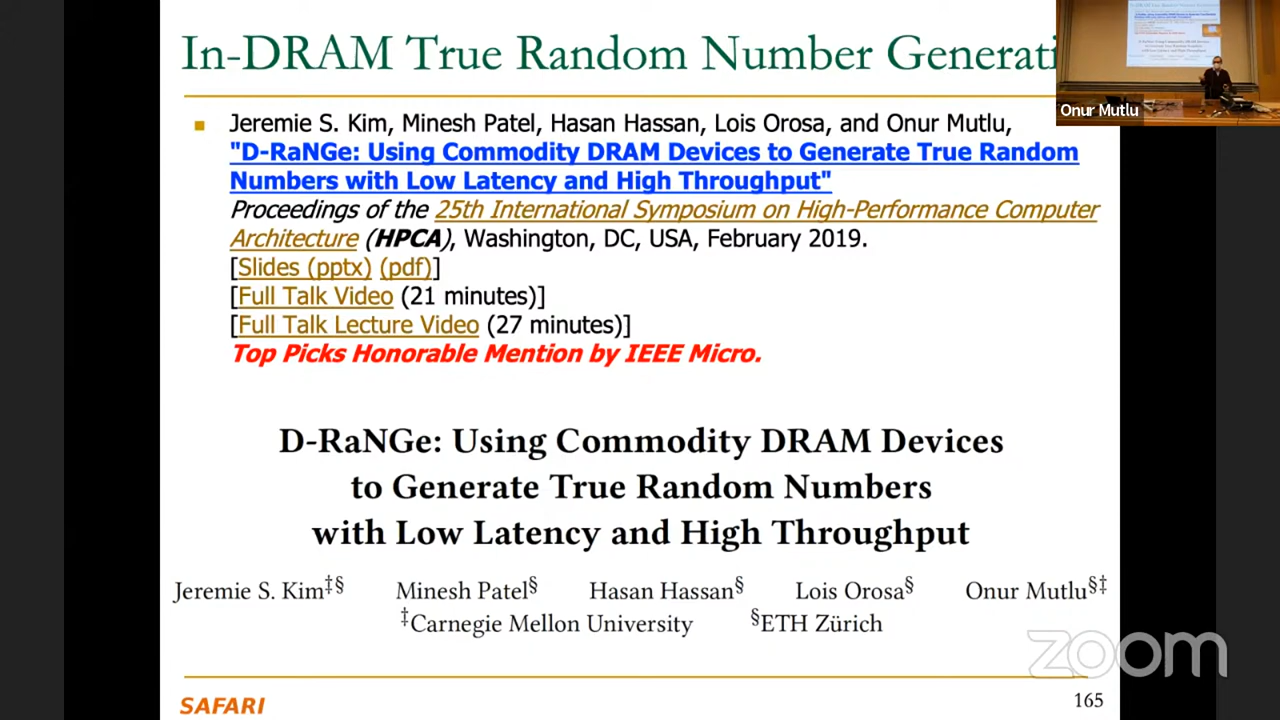 In-DRAM True Random Number Generati
Onur Mutlu
Jeremie S. Kim, Minesh Patel, Hasan Hassan, Lois Orosa, and Onur Mutlu,
"D-RaNGe: Using Commodity DRAM Devices to Generate True Random
Numbers with Low Latency and High Throughput"
Proceedings of the 25th International Symposium on High-Performance Computer
Architecture (HPCA), Washington, DC, USA, February 2019.
[Slides (pptx) (pdf)]
[Full Talk Video (21 minutes)]
[Full Talk Lecture Video (27 minutes)]
Top Picks Honorable Mention by IEEE Micro.
D-RaNGe: Using Commodity DRAM Devices
to Generate True Random Numbers
with Low Latency and High Throughput
Jeremie S. Kim‡§ Minesh Patel§ Hasan Hassan§ Lois Orosa§ Onur Mutlu§‡
‡Carnegie Mellon University §ETH Zürich
zoom
SAFARI
165